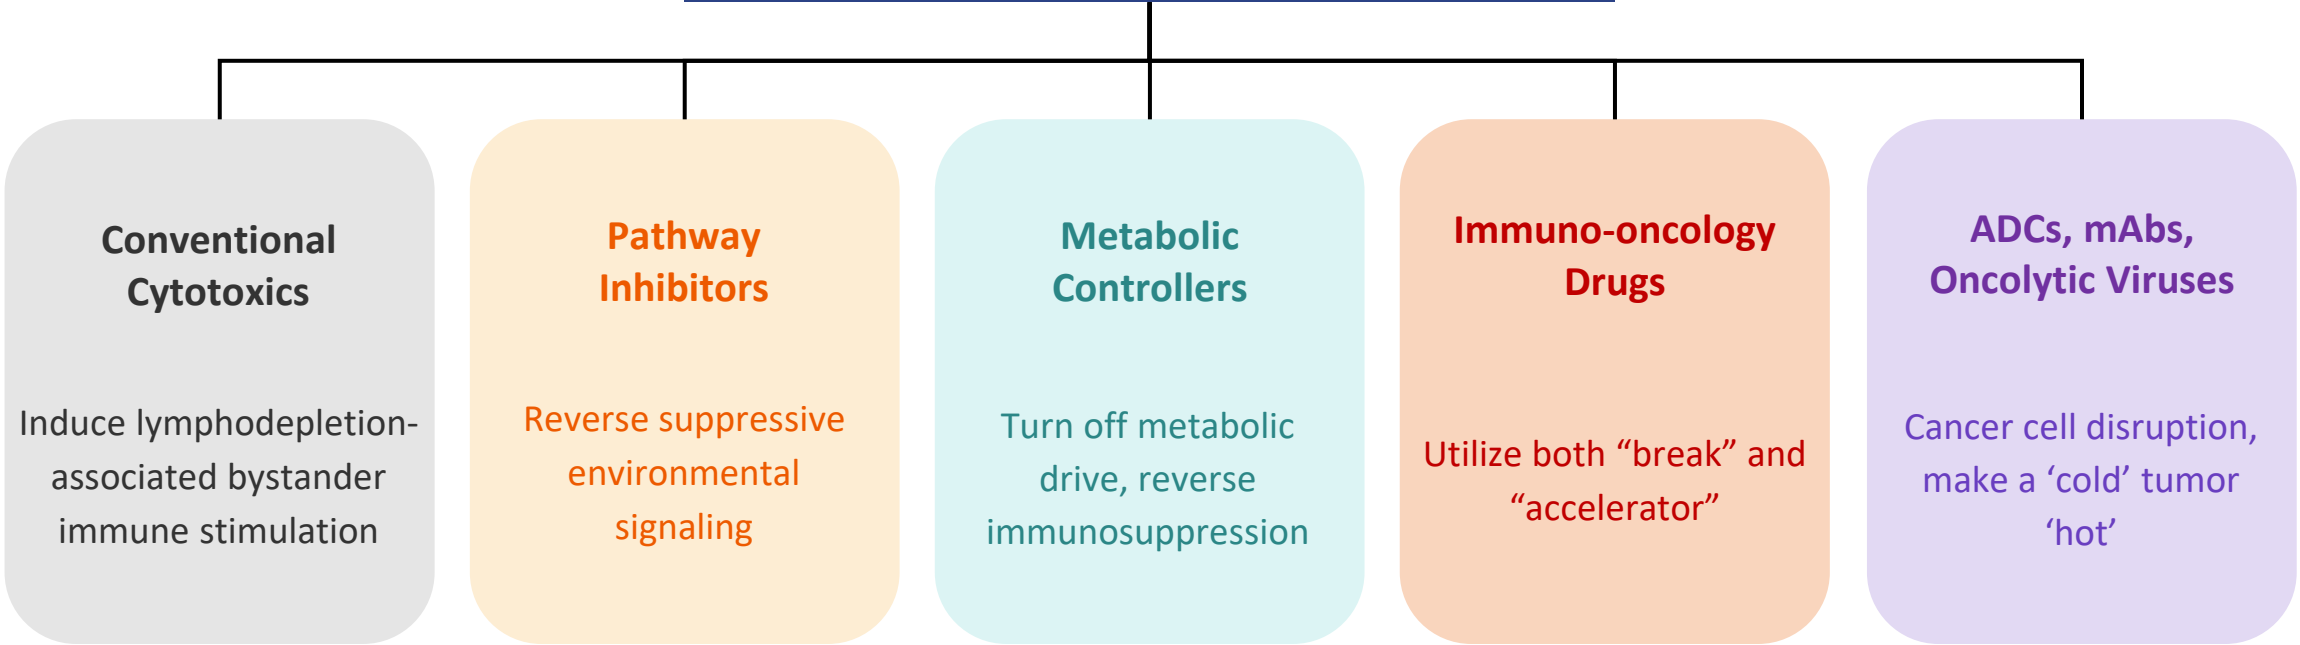 Conventional
Cytotoxics
Induce lymphodepletion-
associated bystander
immune stimulation
Pathway
Inhibitors
Reverse suppressive
environmental
signaling
Metabolic
Controllers
Turn off metabolic
drive, reverse
immunosuppression
Immuno-oncology
Drugs
Utilize both “break” and
“accelerator”
ADCs, mAbs,
Oncolytic Viruses
Cancer cell disruption,
make a ‘cold’ tumor
‘hot’